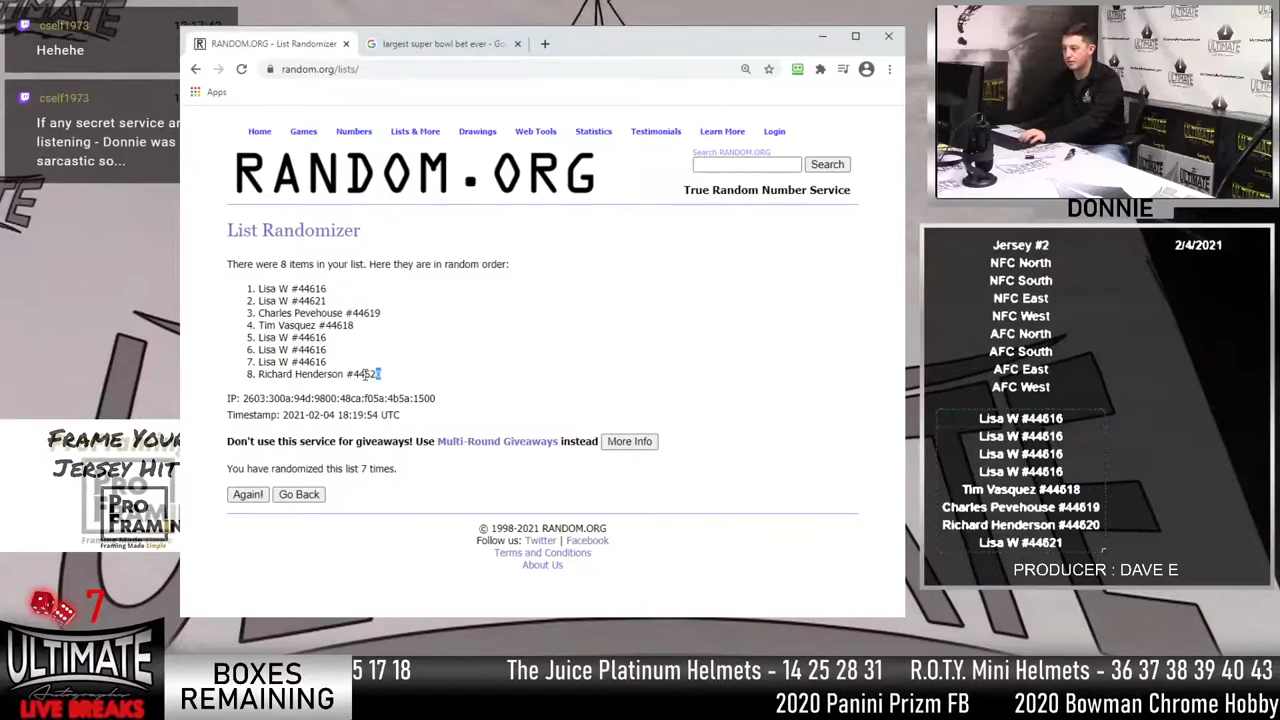 cself1973
Hehehe
cself1973
If any secret service ar
listening - Donnie was
sarcastic so...
RANDOM.ORG - List Randomizer
largest super bowl bet ever - Go
random.org/lists/
Apps
Home Games Numbers Lists & More Drawings Web Tools Statistics Testimonials Learn More Login
RANDOM.ORG
Search RANDOM.ORG
Search
True Random Number Service
List Randomizer
There were 8 items in your list. Here they are in random order:
1. Lisa W #44616
2. Lisa W #44621
3. Charles Pevehouse #44619
4. Tim Vasquez #44618
5. Lisa W #44616
6. Lisa W #44616
7. Lisa W #44616
8. Richard Henderson #44620
IP: 2603:300a:94d:9800:48ca:f05a:4b5a:1500
Timestamp: 2021-02-04 18:19:54 UTC
Don't use this service for giveaways! Use Multi-Round Giveaways instead More Info
You have randomized this list 7 times.
Again! Go Back
© 1998-2021 RANDOM.ORG
Follow us: Twitter | Facebook
Terms and Conditions
About Us
DONNIE
Jersey #2 2/4/2021
NFC North
NFC South
NFC East
NFC West
AFC North
AFC South
AFC East
AFC West
Lisa W #44616
Lisa W #44616
Lisa W #44616
Lisa W #44616
Tim Vasquez #44618
Charles Pevehouse #44619
Richard Henderson #44620
Lisa W #44621
PRODUCER : DAVE E
FRAME YOUR
JERSEY HIT
PRO
FRAMING
Framing Made Simple
7
ULTIMATE
Autographs
LIVE BREAKS
BOXES
REMAINING
5 17 18 The Juice Platinum Helmets - 14 25 28 31 R.O.T.Y. Mini Helmets - 36 37 38 39 40 43
2020 Panini Prizm FB 2020 Bowman Chrome Hobby